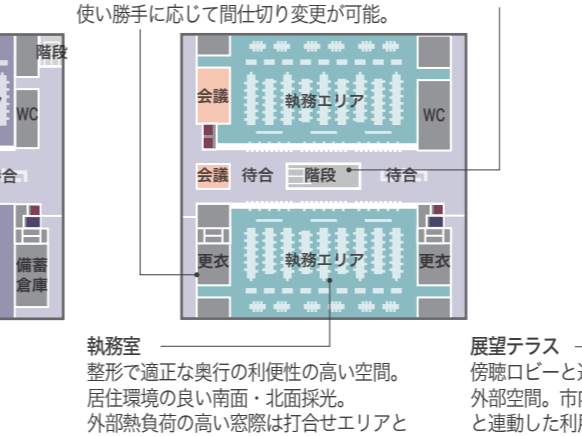 使い勝手に応じて間仕切り変更が可能。
階段
WC
合
備蓄
倉庫
会議
執務エリア
WC
会議
待合
階段
待合
更衣
執務エリア
更衣
執務室
整形で適正な奥行の利便性の高い空間。
居住環境の良い南面・北面採光。
外部熱負荷の高い窓際は打合せエリアと
展望テラス
傍聴ロビーと
外部空間。市
と連動した利